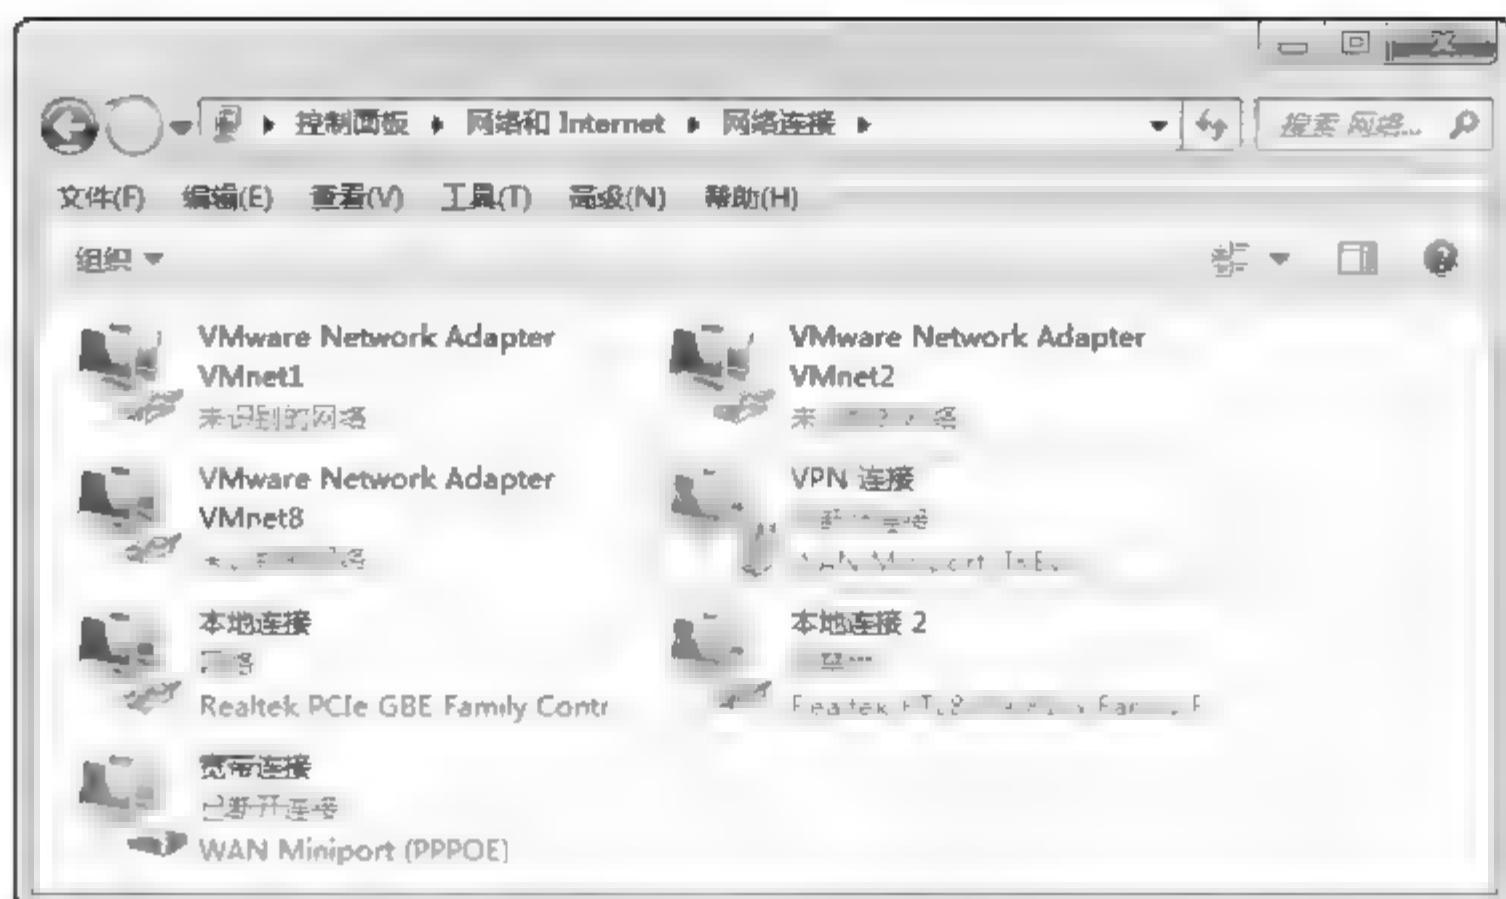 控制面板 网络和 Internet 网络连接 搜索 网络...
文件(F) 编辑(E) 查看(V) 工具(T) 高级(N) 帮助(H)
组织
VMware Network Adapter
VMnet1
未识别的网络
VMware Network Adapter
VMnet2
VMware Network Adapter
VMnet8
VPN 连接
本地连接
网络
Realtek PCIe GBE Family Contr
本地连接 2
宽带连接
已断开连接
WAN Miniport (PPPOE)